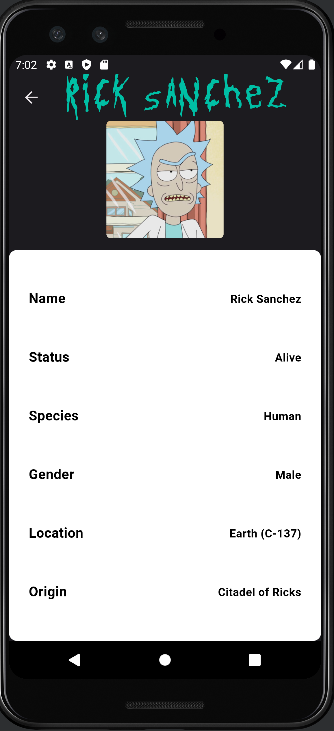 7:02
RiCK sANcheZ
Name Rick Sanchez
Status Alive
Species Human
Gender Male
Location Earth (C-137)
Origin Citadel of Ricks